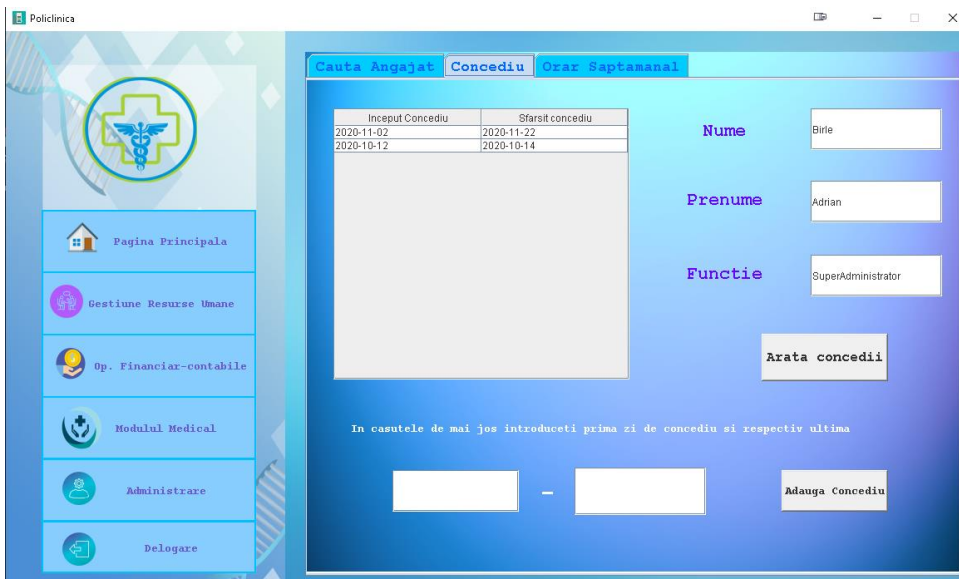 Policlinica
Cauta Angajat Concediu Orar Saptamanal
Inceput Concediu Sfarsit concediu
2020-11-02 2020-11-22
2020-10-12 2020-10-14
Nume Birle
Prenume Adrian
Functie SuperAdministrator
Arata concedii
In casutele de mai jos introduceti prima zi de concediu si respectiv ultima
–
Adauga Concediu
Pagina Principala
Gestiune Resurse Umane
Op. Financiar-contabile
Modulul Medical
Administrare
Delogare